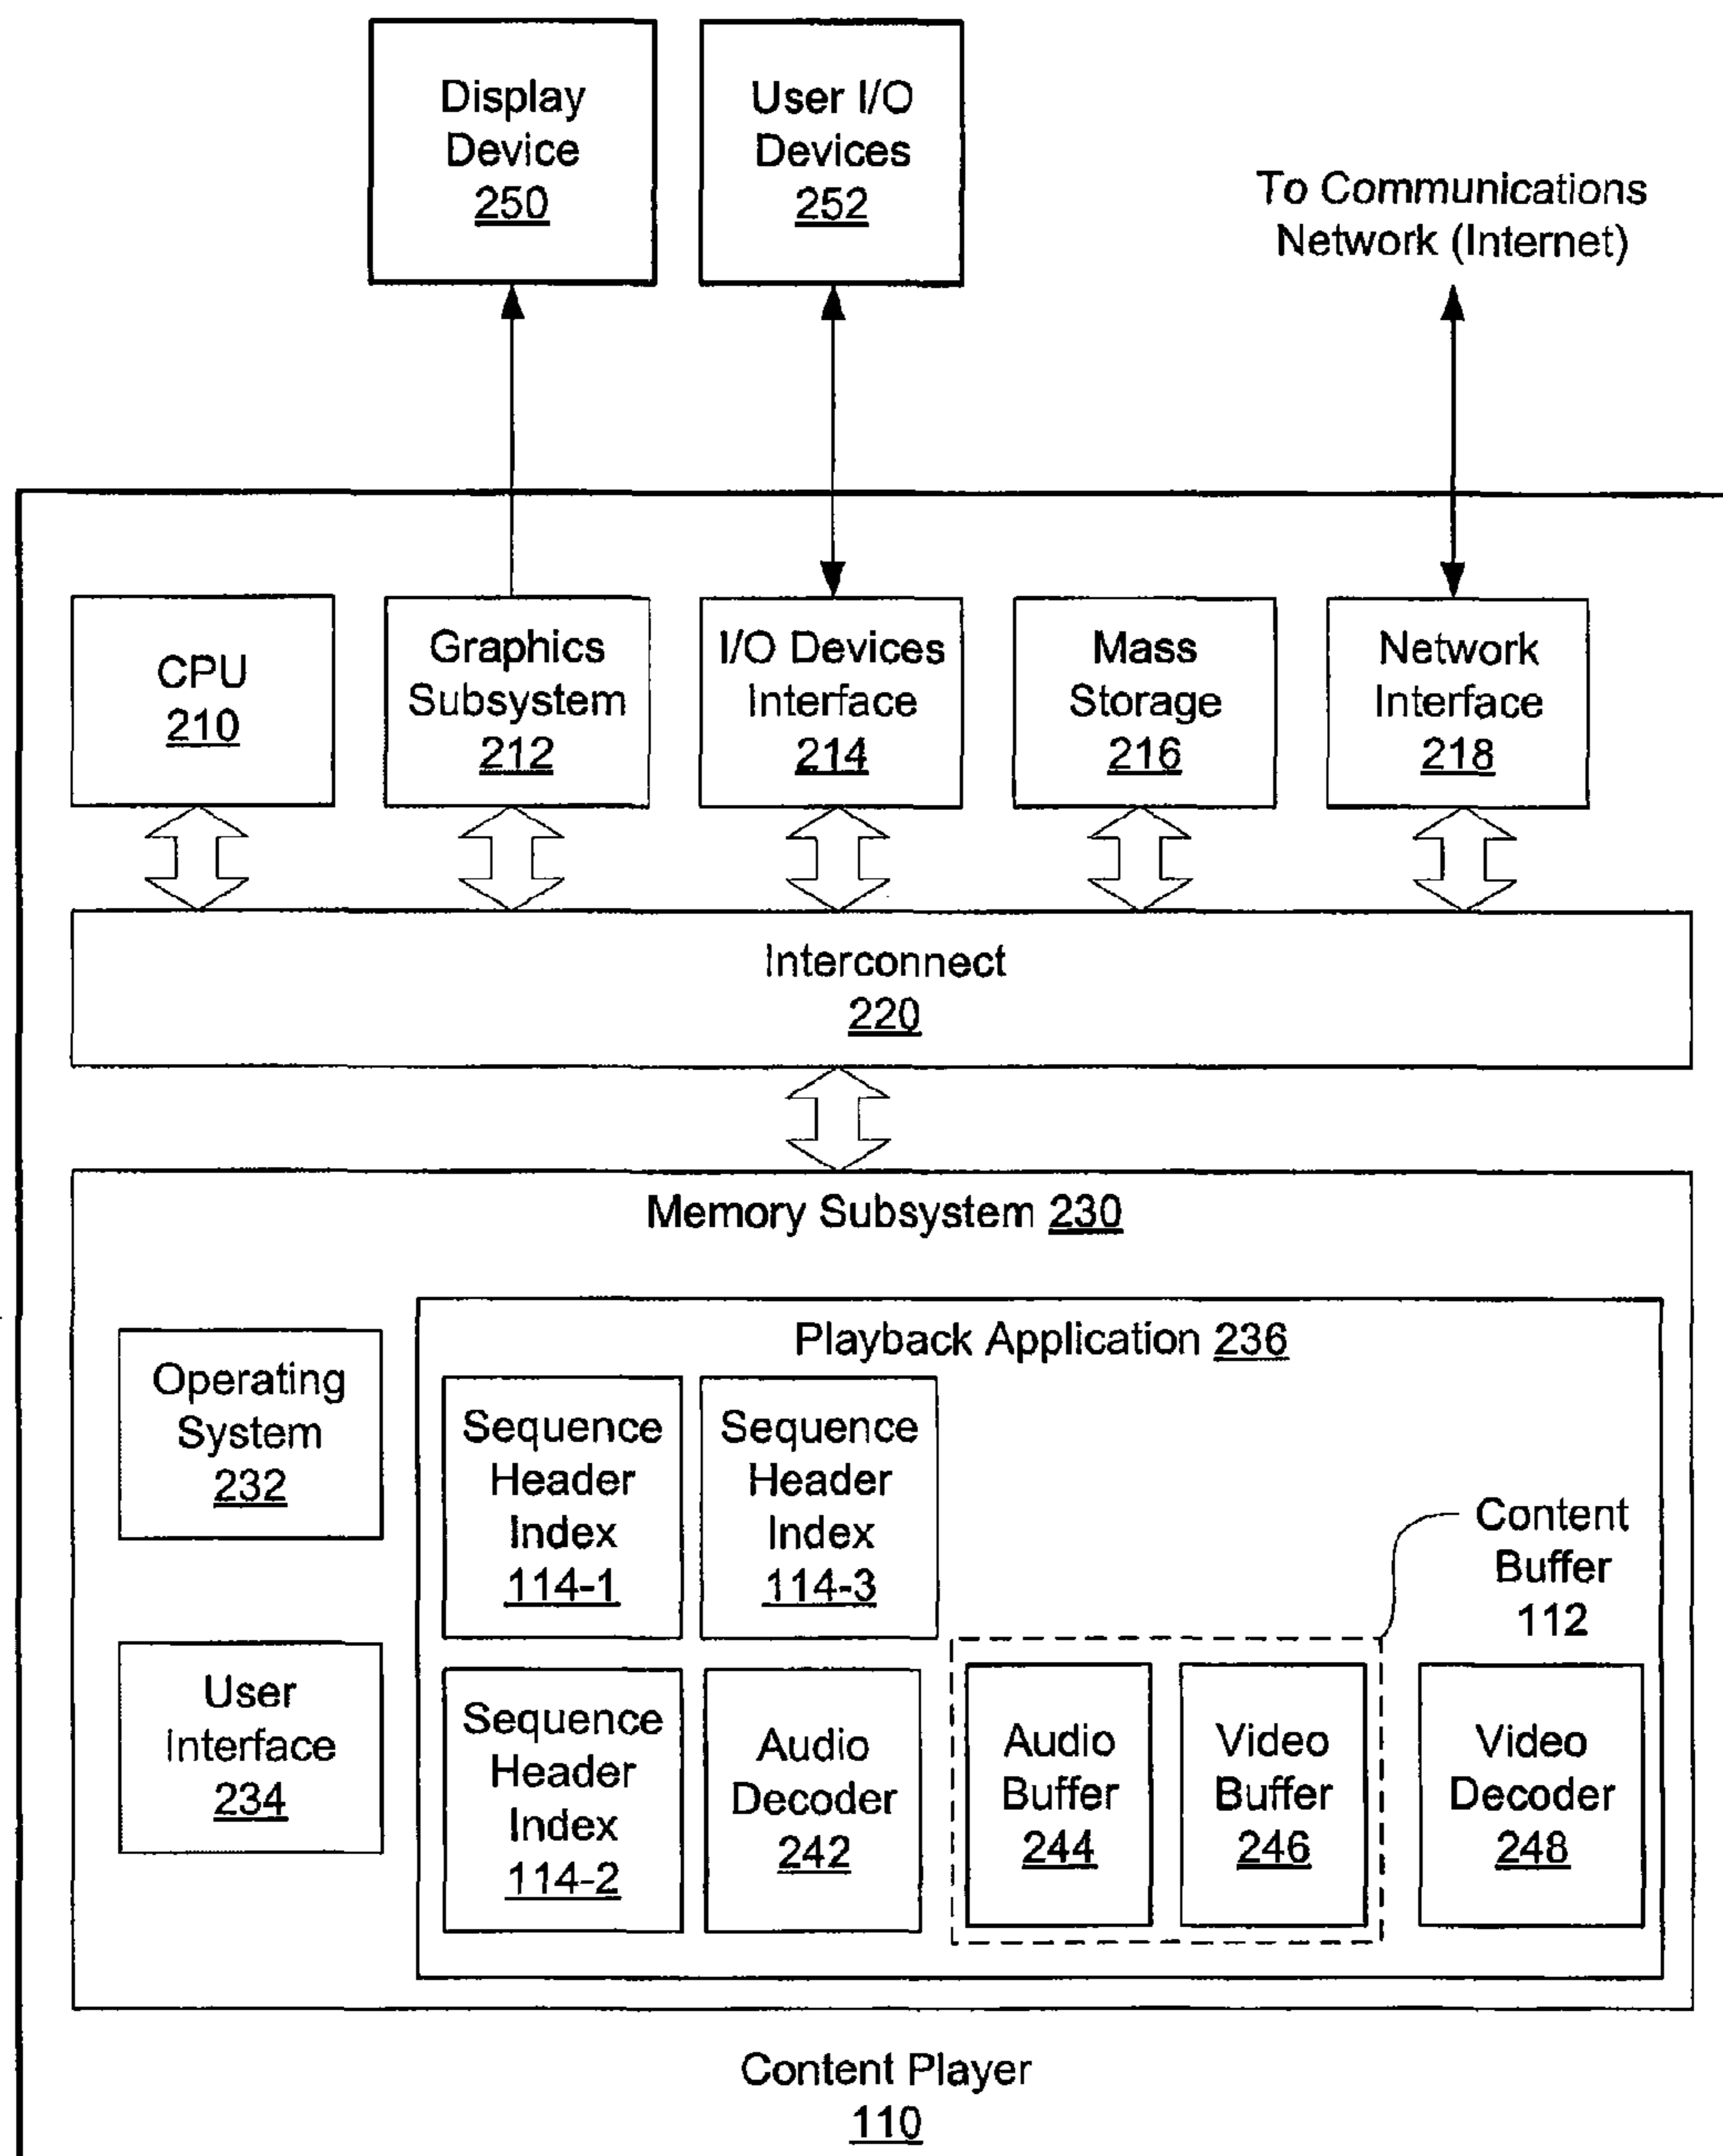 Display
Device
250
User I/O
Devices
252
To Communications
Network (Internet)
CPU
210
Graphics
Subsystem
212
I/O Devices
Interface
214
Mass
Storage
216
Network
Interface
218
Interconnect
220
Memory Subsystem 230
Operating
System
232
User
Interface
234
Playback Application 236
Sequence
Header
Index
114-1
Sequence
Header
Index
114-3
Content
Buffer
112
Sequence
Header
Index
114-2
Audio
Decoder
242
Audio
Buffer
244
Video
Buffer
246
Video
Decoder
248
Content Player
110